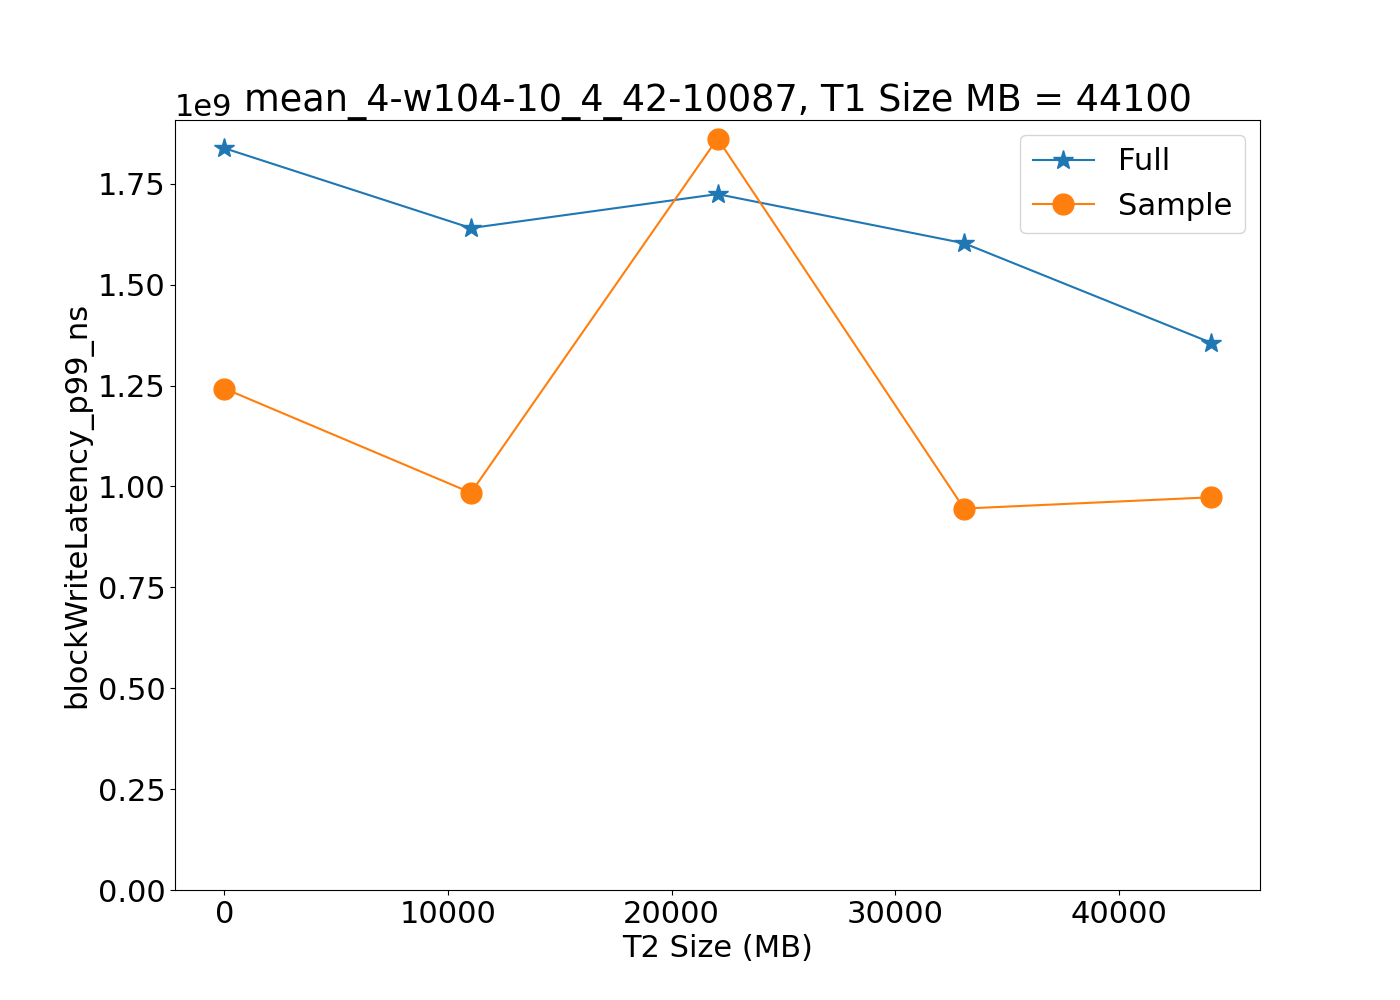 1e9 mean_4-w104-10_4_42-10087, T1 Size MB = 44100
Full
Sample
1.75
1.50
1.25
1.00
0.75
0.50
0.25
0.00
blockWriteLatency_p99_ns
0 10000 20000 30000 40000
T2 Size (MB)